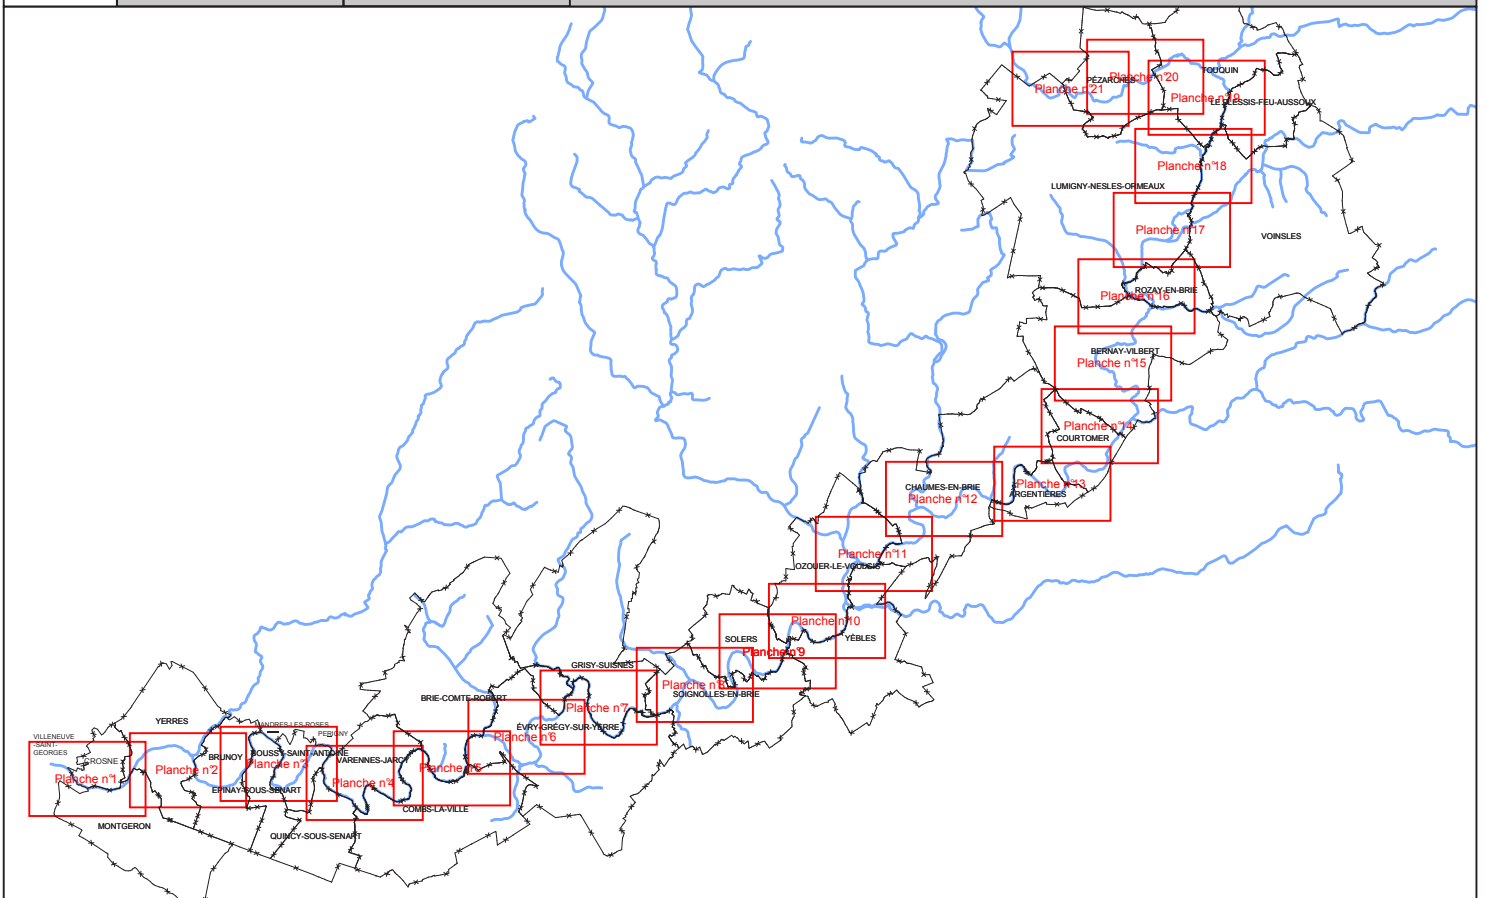 TOUQUIN
PÉZARCHES
Planche n°20
Planche n°21
Planche n°19
LE PLESSIS-FEU-AUSSOUX
Planche n°18
LUMIGNY-NESLES-ORMEAUX
Planche n°17
VOINSLES
ROZAY-EN-BRIE
Planche n°16
BERNAY-VILBERT
Planche n°15
Planche n°14
COURTOMER
Planche n°13
ARGENTIÈRES
CHAUMES-EN-BRIE
Planche n°12
Planche n°11
OZOUER-LE-VOULGIS
Planche n°10
YÈBLES
SOLERS
Planche n°9
GRISY-SUISNES
Planche n°8
SOIGNOLLES-EN-BRIE
BRIE-COMTE-ROBERT
Planche n°7
ÉVRY-GRÉGY-SUR-YERRE
Planche n°6
YERRES
MANDRES-LES-ROSES
PERIGNY
VILLENEUVE
-SAINT-
GEORGES
CROSNE
BRUNOY
BOUSSY-SAINT-ANTOINE
VARENNES-JARCY
Planche n°1
Planche n°2
Planche n°3
Planche n°4
Planche n°5
EPINAY-SOUS-SENART
COMBS-LA-VILLE
MONTGERON
QUINCY-SOUS-SENART